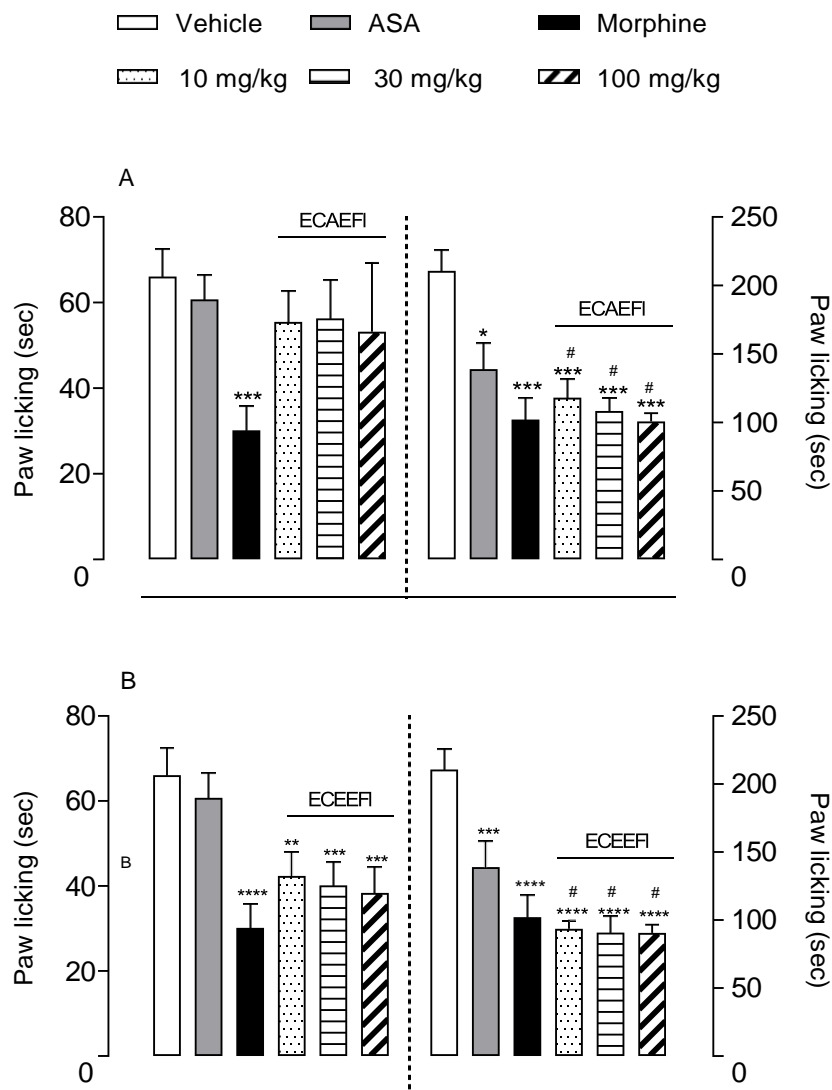 Vehicle ASA Morphine
10 mg/kg 30 mg/kg 100 mg/kg
A
80 ECAEFI 250
60 ECAEFI 200
Paw licking (sec) * Paw licking (sec)
# 150
*** *** *** # #
40 *** *** 100
20 50
0 0
B
80 250
60 ECEEFI 200
Paw licking (sec) ECEEFI Paw licking (sec)
B ** *** *** *** 150
40 **** **** # # # 100
**** **** ****
20 50
0 0